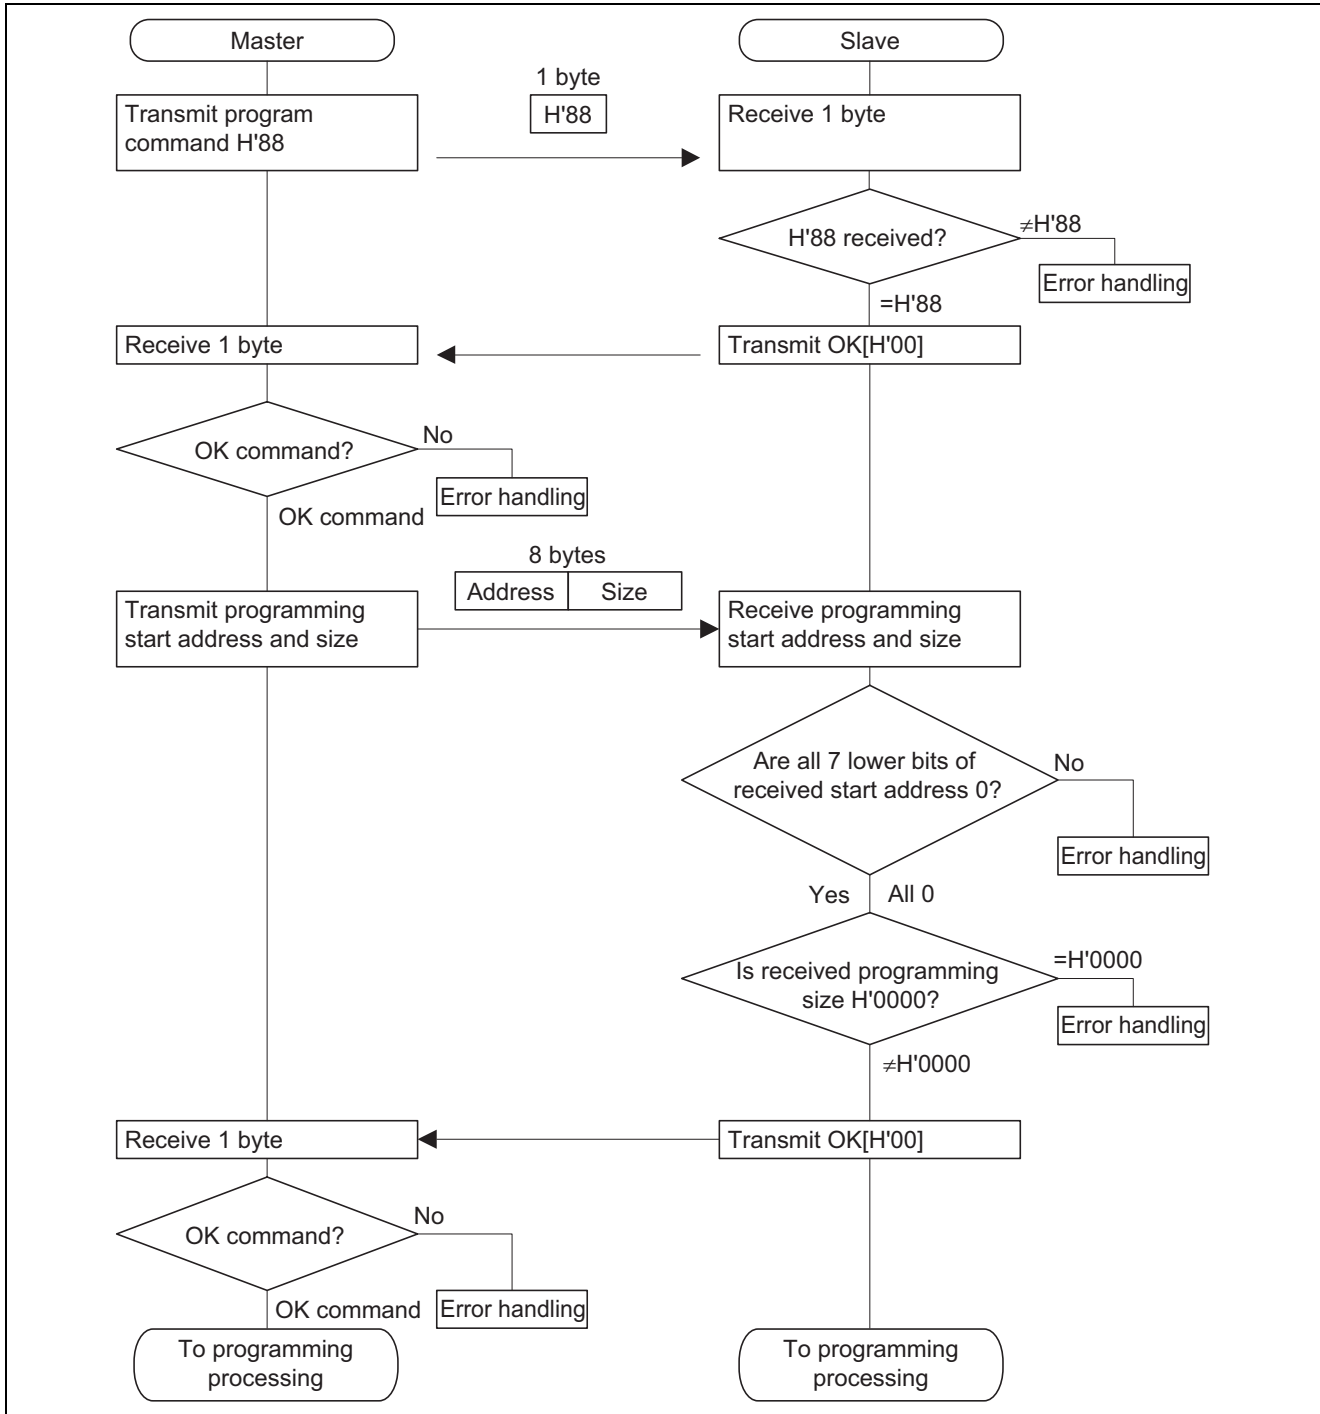 Master
Slave
1 byte
H'88
Transmit program
command H'88
Receive 1 byte
H'88 received?
≠H'88
Error handling
=H'88
Receive 1 byte
Transmit OK[H'00]
OK command?
No
Error handling
OK command
8 bytes
Address
Size
Transmit programming
start address and size
Receive programming
start address and size
Are all 7 lower bits of
received start address 0?
No
Error handling
Yes
All 0
Is received programming
size H'0000?
=H'0000
Error handling
≠H'0000
Receive 1 byte
Transmit OK[H'00]
OK command?
No
Error handling
OK command
To programming
processing
To programming
processing